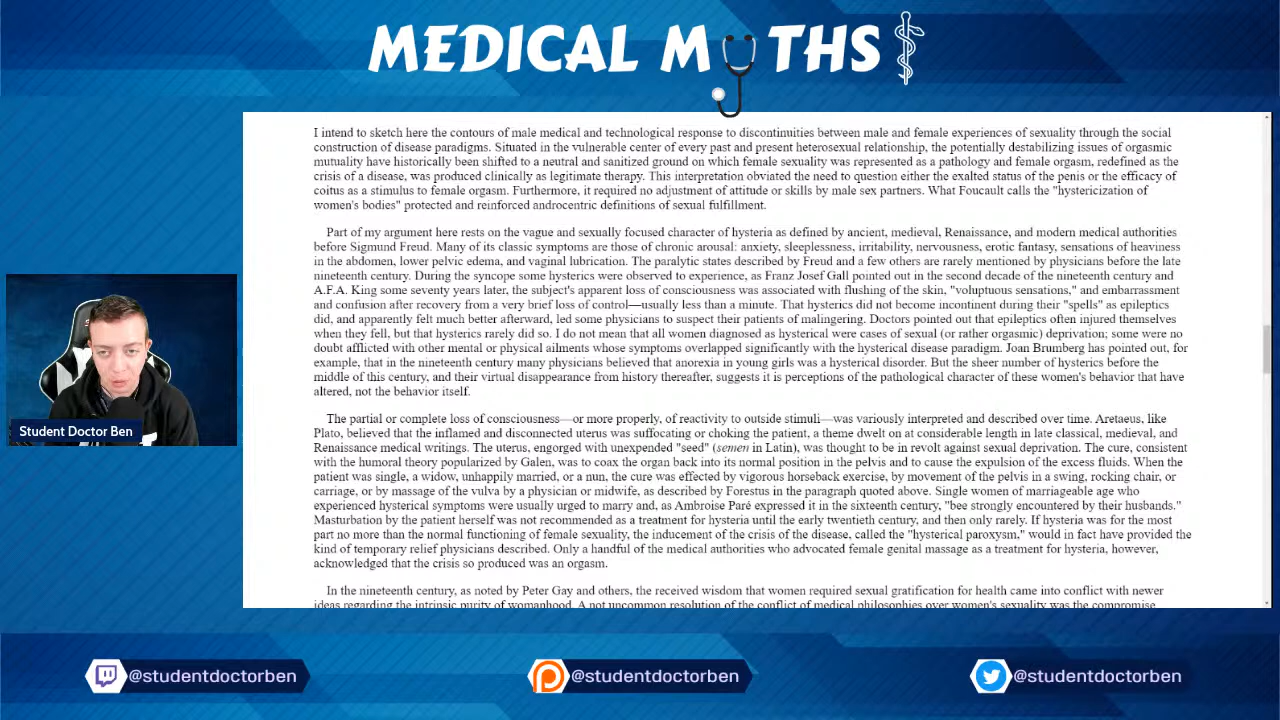 MEDICAL MYTHS
I intend to sketch here the contours of male medical and technological response to discontinuities between male and female experiences of sexuality through the social
construction of disease paradigms. Situated in the vulnerable center of every past and present heterosexual relationship, the potentially destabilizing issues of orgasmic
mutuality have historically been shifted to a neutral and sanitized ground on which female sexuality was represented as a pathology and female orgasm, redefined as the
crisis of a disease, was produced clinically as legitimate therapy. This interpretation obviated the need to question either the exalted status of the penis or the efficacy of
coitus as a stimulus to female orgasm. Furthermore, it required no adjustment of attitude or skills by male sex partners. What Foucault calls the "hystericization of
women's bodies" protected and reinforced androcentric definitions of sexual fulfillment.
Part of my argument here rests on the vague and sexually focused character of hysteria as defined by ancient, medieval, Renaissance, and modern medical authorities
before Sigmund Freud. Many of its classic symptoms are those of chronic arousal: anxiety, sleeplessness, irritability, nervousness, erotic fantasy, sensations of heaviness
in the abdomen, lower pelvic edema, and vaginal lubrication. The paralytic states described by Freud and a few others are rarely mentioned by physicians before the late
nineteenth century. During the syncope some hysterics were observed to experience, as Franz Josef Gall pointed out in the second decade of the nineteenth century and
A.F.A. King some seventy years later, the subject's apparent loss of consciousness was associated with flushing of the skin, "voluptuous sensations," and embarrassment
and confusion after recovery from a very brief loss of control—usually less than a minute. That hysterics did not become incontinent during their "spells" as epileptics
did, and apparently felt much better afterward, led some physicians to suspect their patients of malingering. Doctors pointed out that epileptics often injured themselves
when they fell, but that hysterics rarely did so. I do not mean that all women diagnosed as hysterical were cases of sexual (or rather orgasmic) deprivation; some were no
doubt afflicted with other mental or physical ailments whose symptoms overlapped significantly with the hysterical disease paradigm. Joan Brumberg has pointed out, for
example, that in the nineteenth century many physicians believed that anorexia in young girls was a hysterical disorder. But the sheer number of hysterics before the
middle of this century, and their virtual disappearance from history thereafter, suggests it is perceptions of the pathological character of these women's behavior that have
altered, not the behavior itself.
The partial or complete loss of consciousness—or more properly, of reactivity to outside stimuli—was variously interpreted and described over time. Aretaeus, like
Plato, believed that the inflamed and disconnected uterus was suffocating or choking the patient, a theme dwelt on at considerable length in late classical, medieval, and
Renaissance medical writings. The uterus, engorged with unexpended "seed" (semen in Latin), was thought to be in revolt against sexual deprivation. The cure, consistent
with the humoral theory popularized by Galen, was to coax the organ back into its normal position in the pelvis and to cause the expulsion of the excess fluids. When the
patient was single, a widow, unhappily married, or a nun, the cure was effected by vigorous horseback exercise, by movement of the pelvis in a swing, rocking chair, or
carriage, or by massage of the vulva by a physician or midwife, as described by Forestus in the paragraph quoted above. Single women of marriageable age who
experienced hysterical symptoms were usually urged to marry and, as Ambroise Paré expressed it in the sixteenth century, "bee strongly encountered by their husbands."
Masturbation by the patient herself was not recommended as a treatment for hysteria until the early twentieth century, and then only rarely. If hysteria was for the most
part no more than the normal functioning of female sexuality, the inducement of the crisis of the disease, called the "hysterical paroxysm," would in fact have provided the
kind of temporary relief physicians described. Only a handful of the medical authorities who advocated female genital massage as a treatment for hysteria, however,
acknowledged that the crisis so produced was an orgasm.
In the nineteenth century, as noted by Peter Gay and others, the received wisdom that women required sexual gratification for health came into conflict with newer
ideas regarding the intrinsic purity of womanhood. A not uncommon resolution of the conflict of medical philosophies over women's sexuality was the compromise
Student Doctor Ben
@studentdoctorben
@studentdoctorben
@studentdoctorben